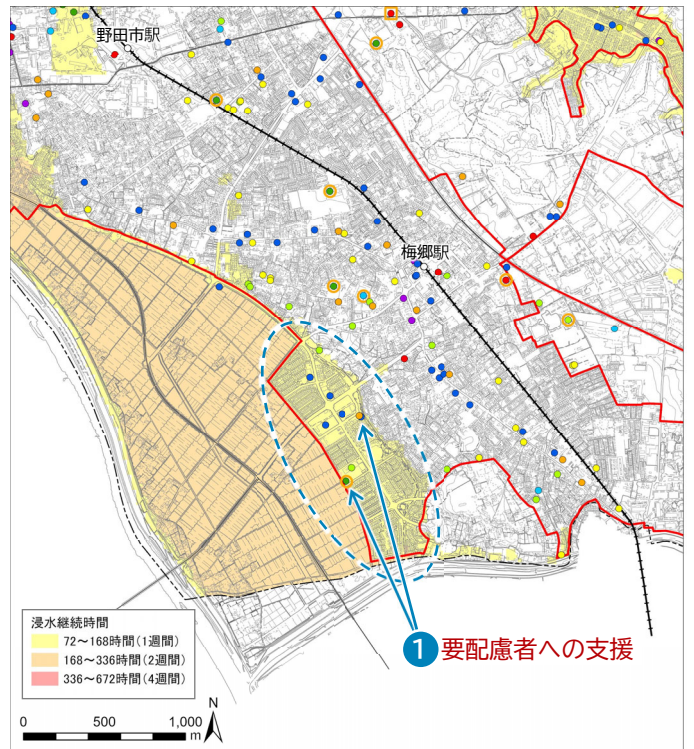 野田市駅
梅郷駅
1 要配慮者への支援
浸水継続時間
72～168時間(1週間)
168～336時間(2週間)
336～672時間(4週間)
N
0 500 1,000
m